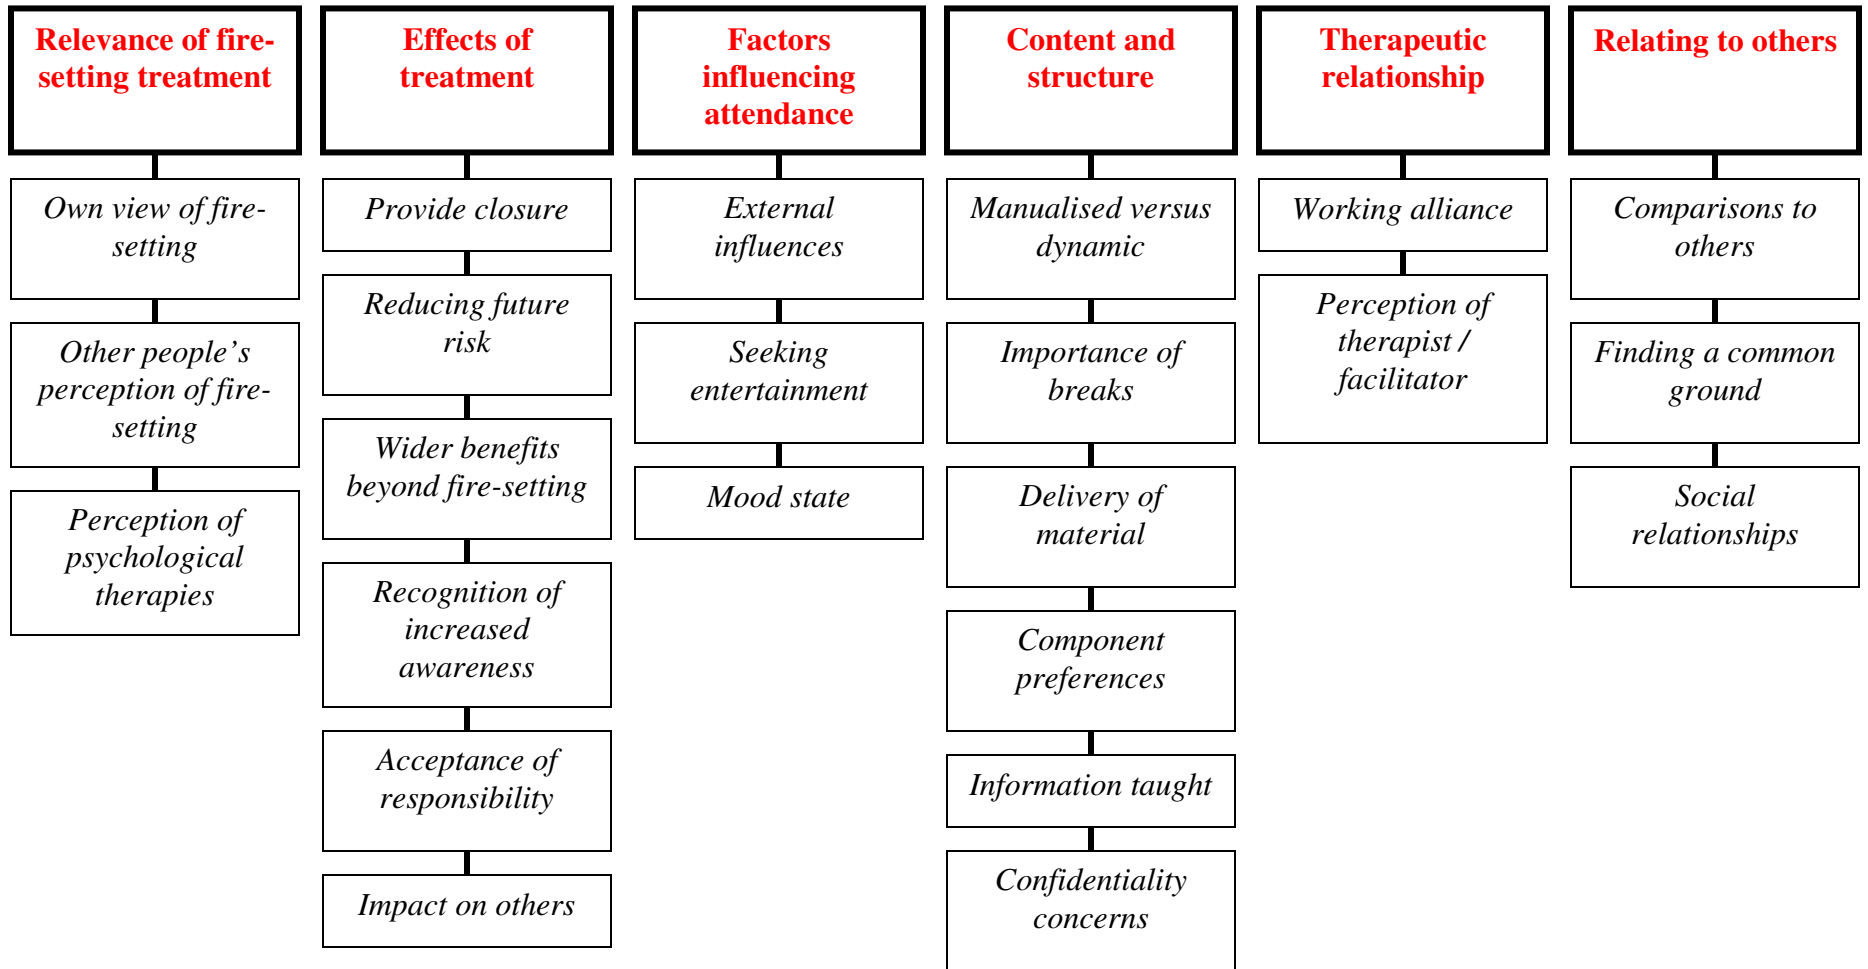 Relevance of fire-
setting treatment
Own view of fire-
setting
Other people’s
perception of fire-
setting
Perception of
psychological
therapies
Effects of
treatment
Provide closure
Reducing future
risk
Wider benefits
beyond fire-setting
Recognition of
increased
awareness
Acceptance of
responsibility
Impact on others
Factors
influencing
attendance
External
influences
Seeking
entertainment
Mood state
Content and
structure
Manualised versus
dynamic
Importance of
breaks
Delivery of
material
Component
preferences
Information taught
Confidentiality
concerns
Therapeutic
relationship
Working alliance
Perception of
therapist /
facilitator
Relating to others
Comparisons to
others
Finding a common
ground
Social
relationships